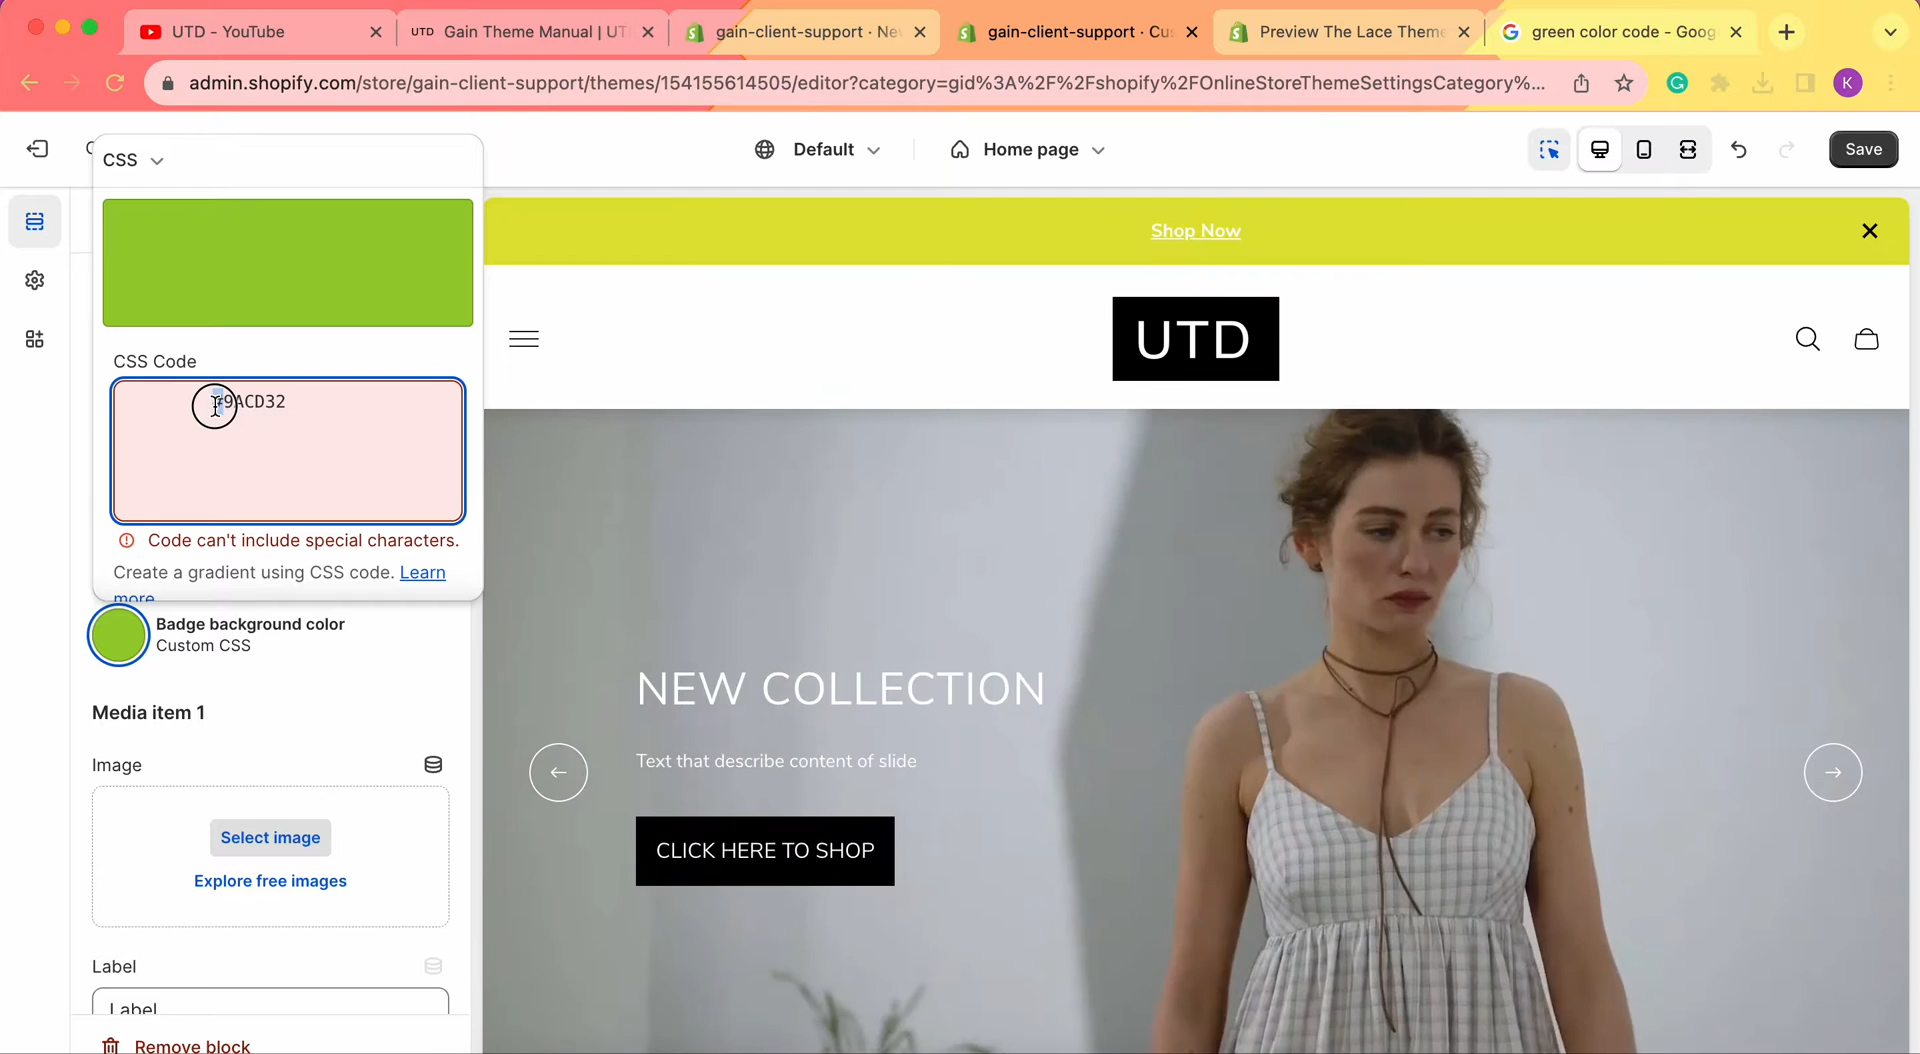 UTD - YouTube
UTD Gain Theme Manual | UT
gain-client-support · Ne
gain-client-support · Cu
Preview The Lace Theme
green color code - Goog
admin.shopify.com/store/gain-client-support/themes/154155614505/editor?category=gid%3A%2F%2Fshopify%2FOnlineStoreThemeSettingsCategory%...
K
CSS
Default
Home page
Save
Shop Now
UTD
CSS Code
#9ACD32
Code can't include special characters.
Create a gradient using CSS code. Learn
more
Badge background color
Custom CSS
Media item 1
Image
Select image
Explore free images
Label
Label
Remove block
NEW COLLECTION
Text that describe content of slide
CLICK HERE TO SHOP